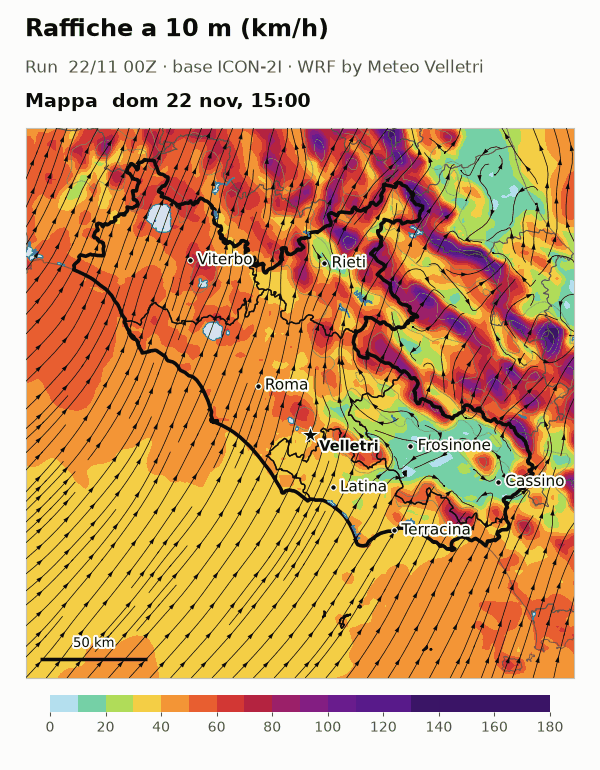 Raffiche a 10 m (km/h)
Run  22/11 00Z · base ICON-2I · WRF by Meteo Velletri
Mappa  dom 22 nov, 15:00
Viterbo
Rieti
Roma
Velletri
Frosinone
Latina
Cassino
Terracina
50 km
0 20 40 60 80 100 120 140 160 180